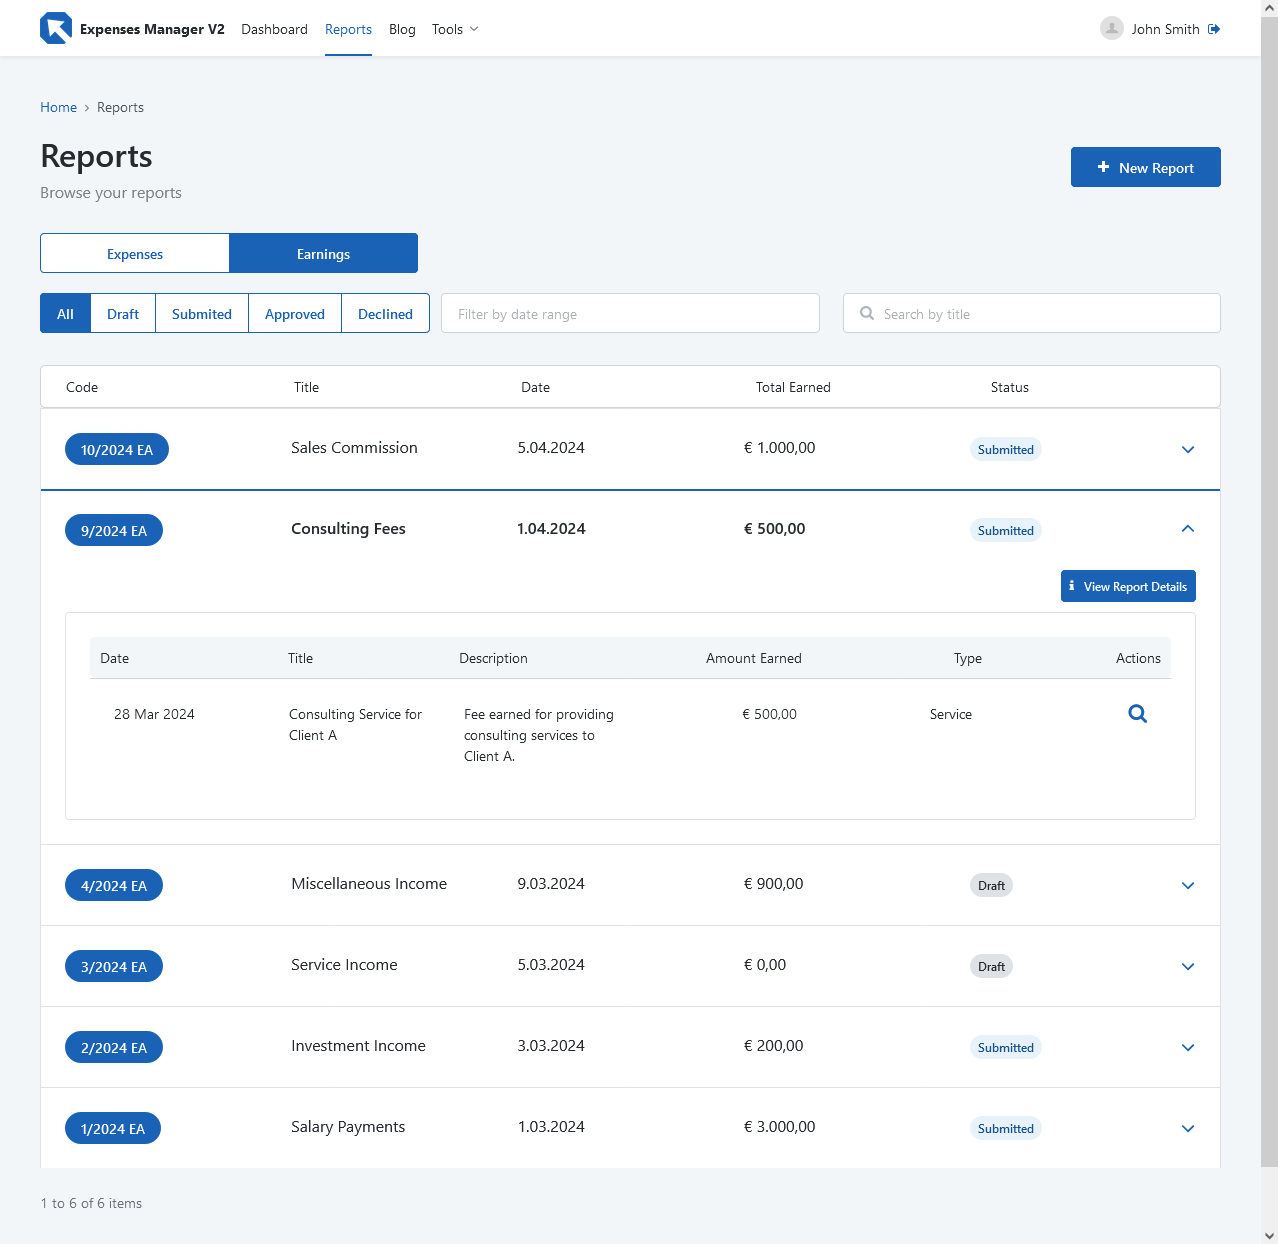 Expenses Manager V2 Dashboard Reports Blog Tools John Smith
Home › Reports
Reports
Browse your reports
+ New Report
Expenses Earnings
All Draft Submited Approved Declined Filter by date range Search by title
Code Title Date Total Earned Status
10/2024 EA Sales Commission 5.04.2024 € 1.000,00 Submitted
9/2024 EA Consulting Fees 1.04.2024 € 500,00 Submitted
View Report Details
Date Title Description Amount Earned Type Actions
28 Mar 2024 Consulting Service for Fee earned for providing € 500,00 Service
Client A consulting services to
Client A.
4/2024 EA Miscellaneous Income 9.03.2024 € 900,00 Draft
3/2024 EA Service Income 5.03.2024 € 0,00 Draft
2/2024 EA Investment Income 3.03.2024 € 200,00 Submitted
1/2024 EA Salary Payments 1.03.2024 € 3.000,00 Submitted
1 to 6 of 6 items